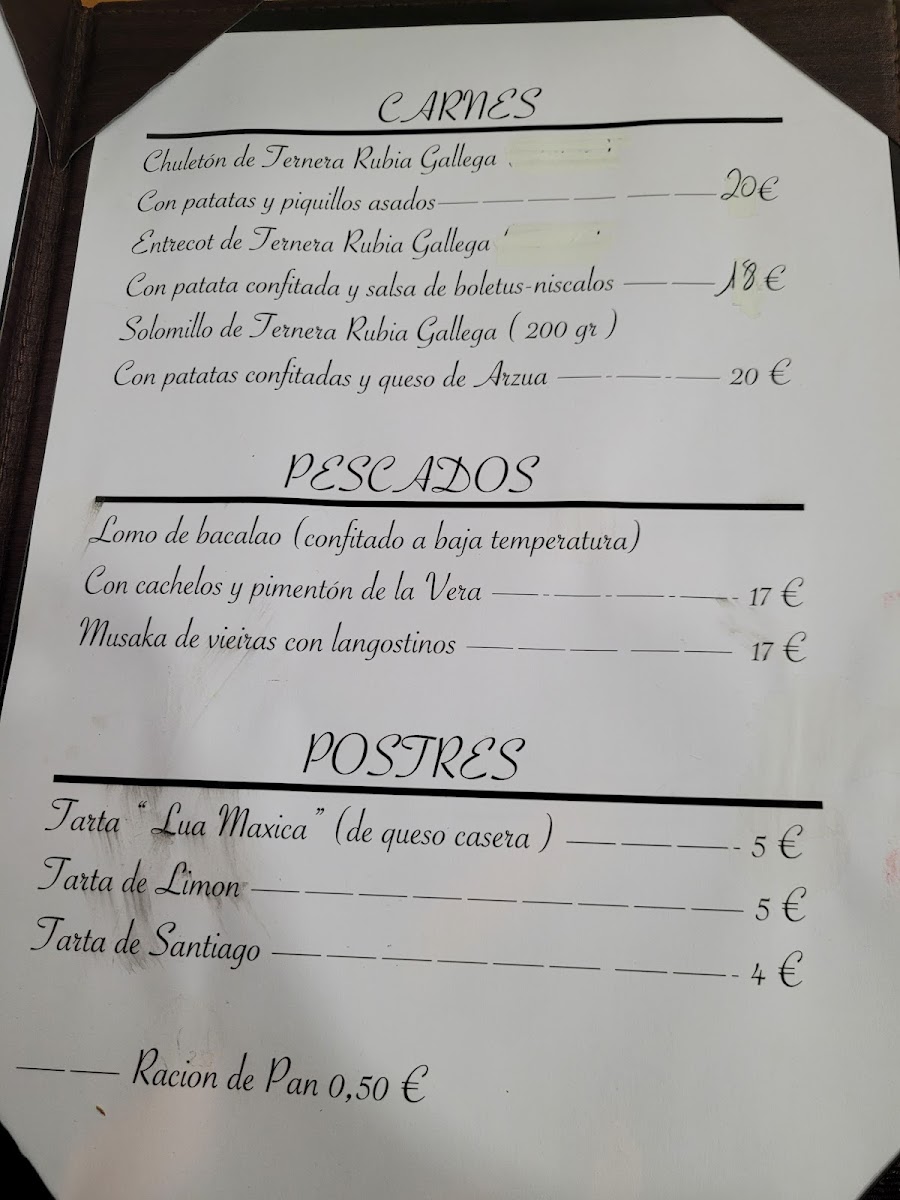 CARNES
Chuletón de Ternera Rubia Gallega
Con patatas y piquillos asados 20€
Entrecot de Ternera Rubia Gallega
Con patata confitada y salsa de boletus-niscalos 18€
Solomillo de Ternera Rubia Gallega ( 200 gr )
Con patatas confitadas y queso de Arzua 20 €
PESCADOS
Lomo de bacalao (confitado a baja temperatura)
Con cachelos y pimentón de la Vera 17 €
Musaka de vieiras con langostinos 17 €
POSTRES
Tarta “ Lua Maxica” (de queso casera ) 5 €
Tarta de Limon 5 €
Tarta de Santiago 4 €
Racion de Pan 0,50 €